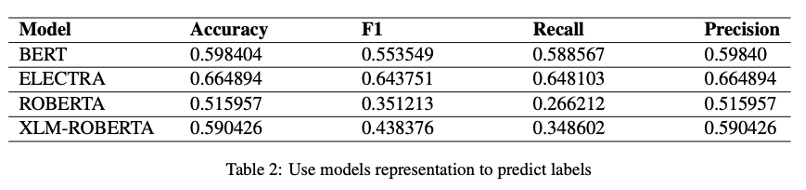 Model Accuracy F1 Recall Precision
BERT 0.598404 0.553549 0.588567 0.59840
ELECTRA 0.664894 0.643751 0.648103 0.664894
ROBERTA 0.515957 0.351213 0.266212 0.515957
XLM-ROBERTA 0.590426 0.438376 0.348602 0.590426
Table 2: Use models representation to predict labels